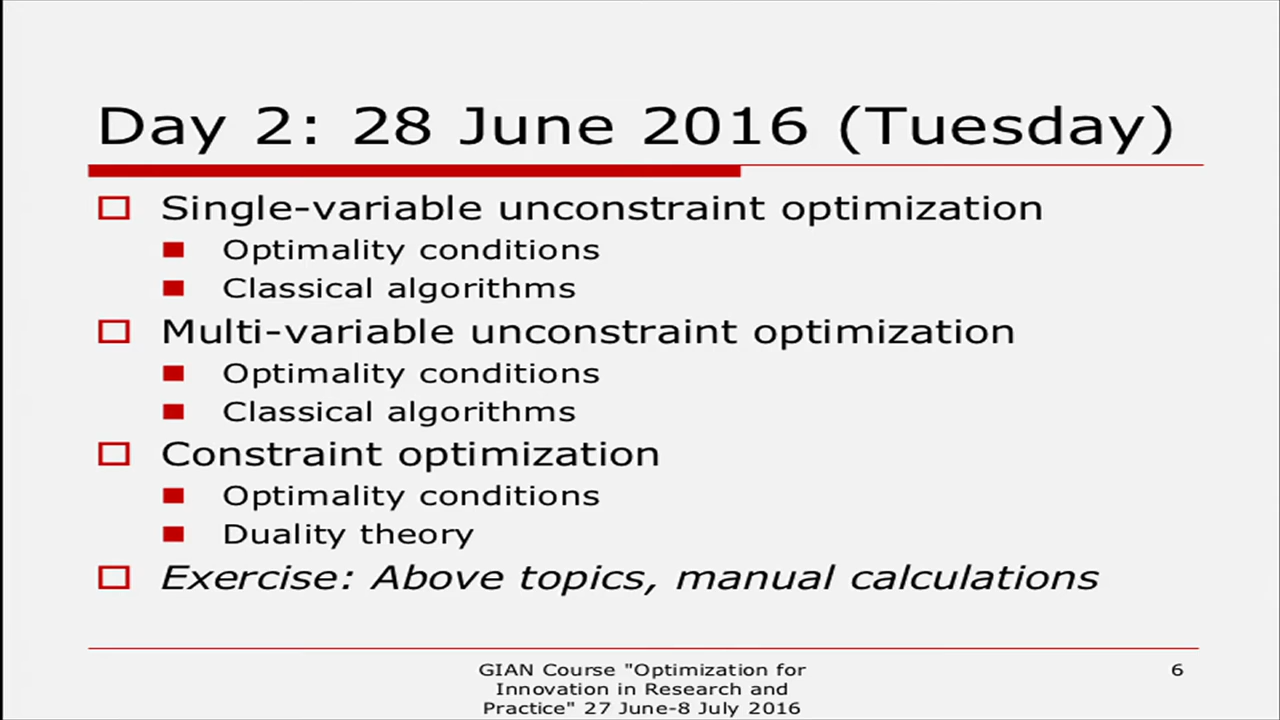 Day 2: 28 June 2016 (Tuesday)
Single-variable unconstraint optimization
Optimality conditions
Classical algorithms
Multi-variable unconstraint optimization
Optimality conditions
Classical algorithms
Constraint optimization
Optimality conditions
Duality theory
Exercise: Above topics, manual calculations
GIAN Course "Optimization for
Innovation in Research and
Practice" 27 June-8 July 2016
6